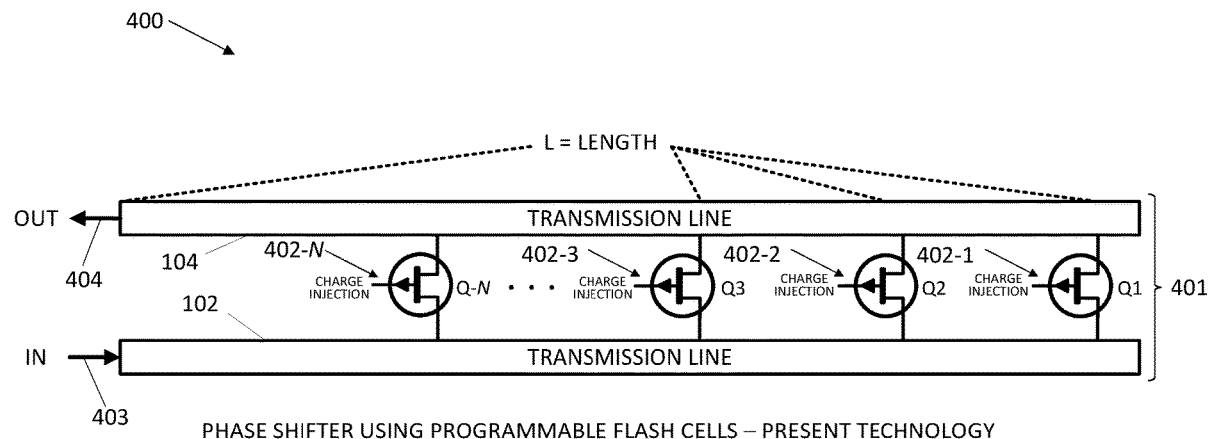 400
L = LENGTH
OUT
TRANSMISSION LINE
404
104
402-N
402-3
402-2
402-1
CHARGE
INJECTION
Q-N
. . .
CHARGE
INJECTION
Q3
CHARGE
INJECTION
Q2
CHARGE
INJECTION
Q1
401
102
IN
TRANSMISSION LINE
403
PHASE SHIFTER USING PROGRAMMABLE FLASH CELLS – PRESENT TECHNOLOGY